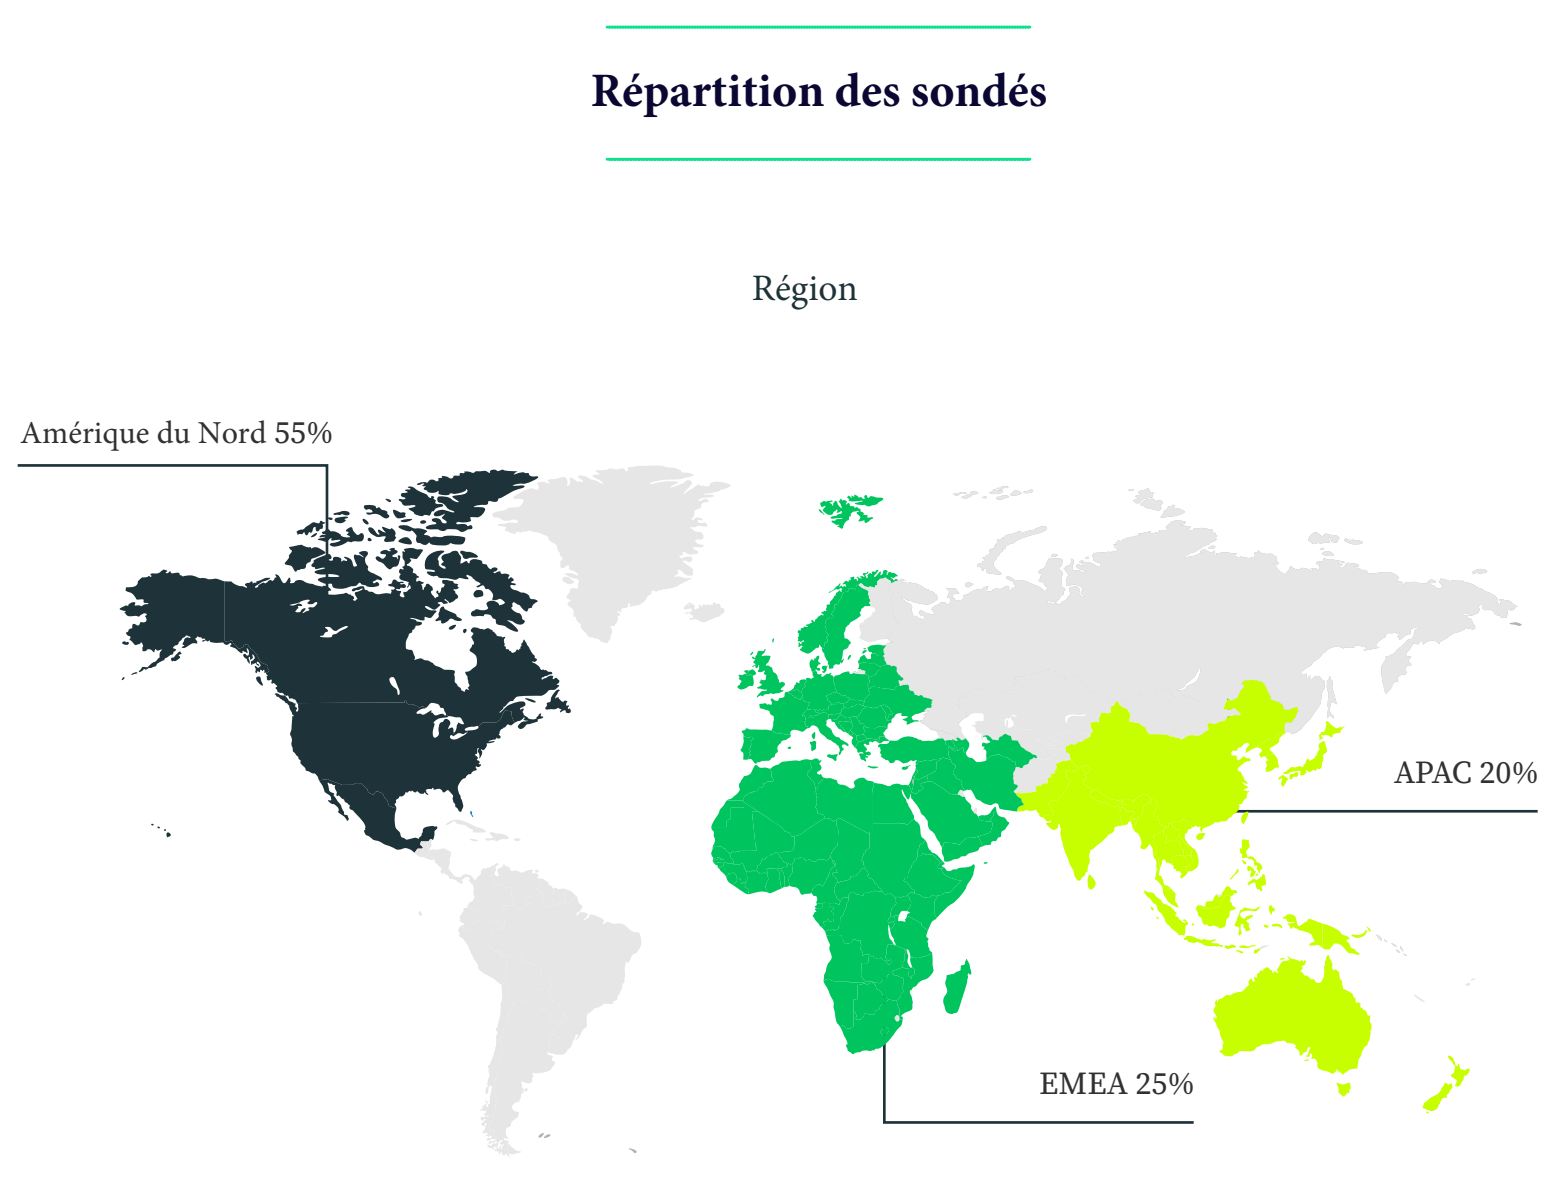 Répartition des sondés
Région
Amérique du Nord 55%
APAC 20%
EMEA 25%